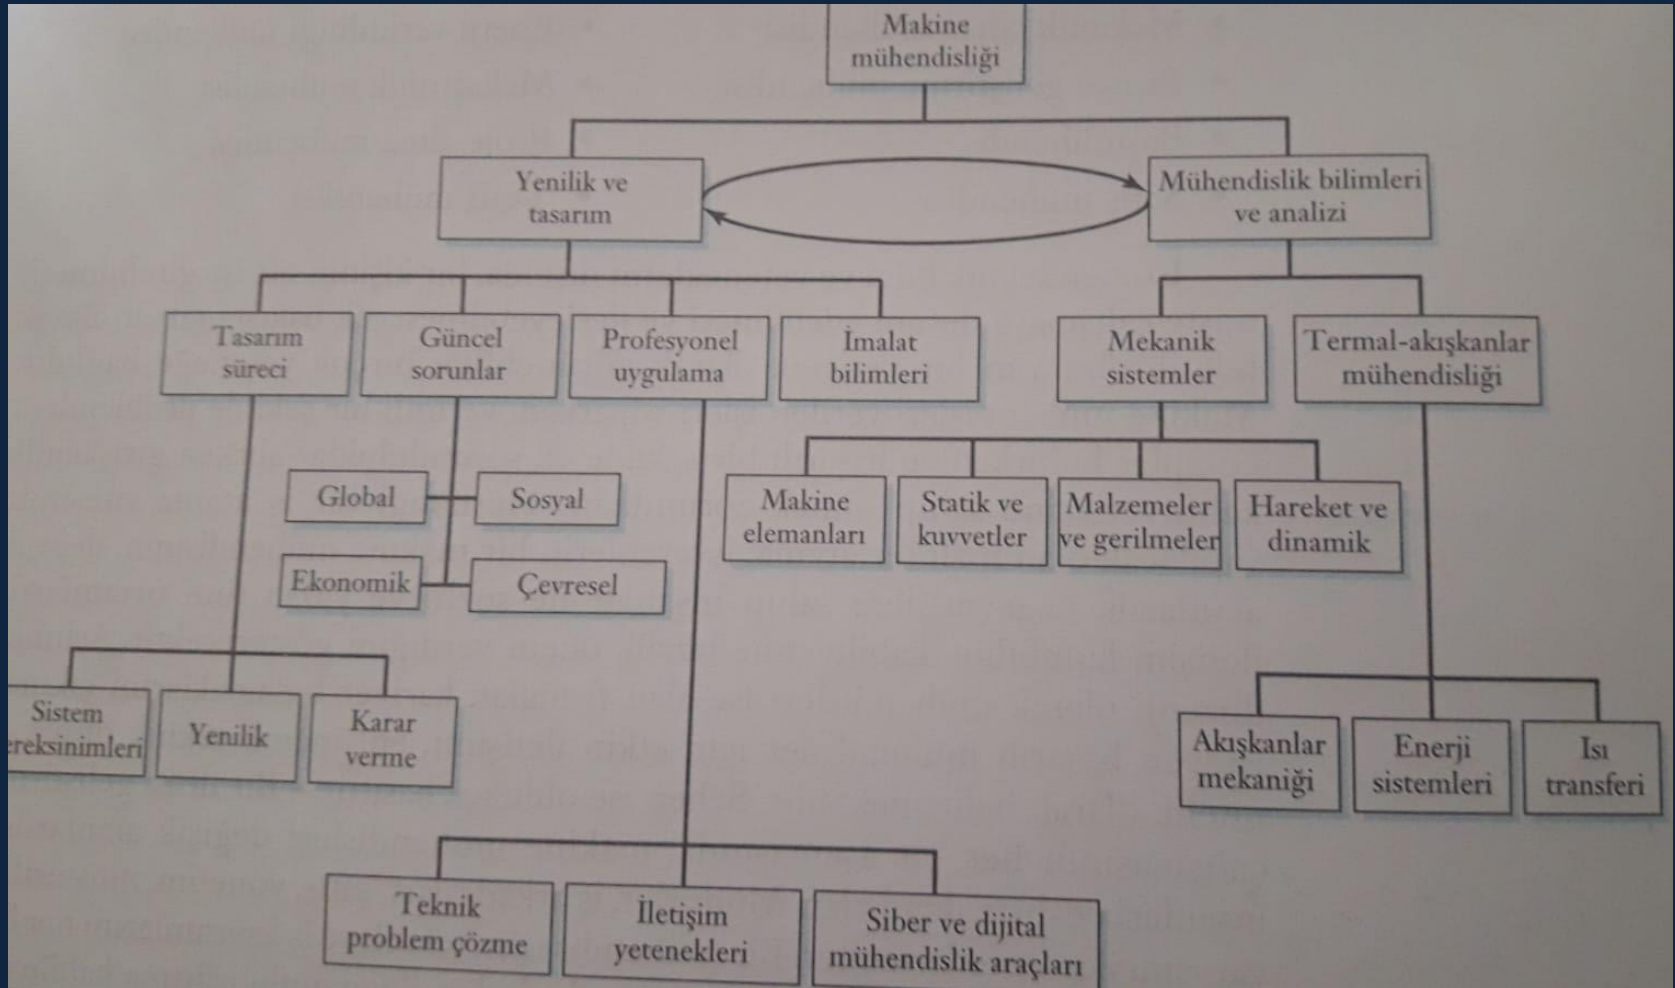 Makine
mühendisliği
Yenilik ve
tasarım
Mühendislik bilimleri
ve analizi
Tasarım
süreci
Güncel
sorunlar
Profesyonel
uygulama
İmalat
bilimleri
Mekanik
sistemler
Termal-akışkanlar
mühendisliği
Global
Sosyal
Ekonomik
Çevresel
Makine
elemanları
Statik ve
kuvvetler
Malzemeler
ve gerilmeler
Hareket ve
dinamik
Sistem
ereksinimleri
Yenilik
Karar
verme
Akışkanlar
mekaniği
Enerji
sistemleri
Isı
transferi
Teknik
problem çözme
İletişim
yetenekleri
Siber ve dijital
mühendislik araçları